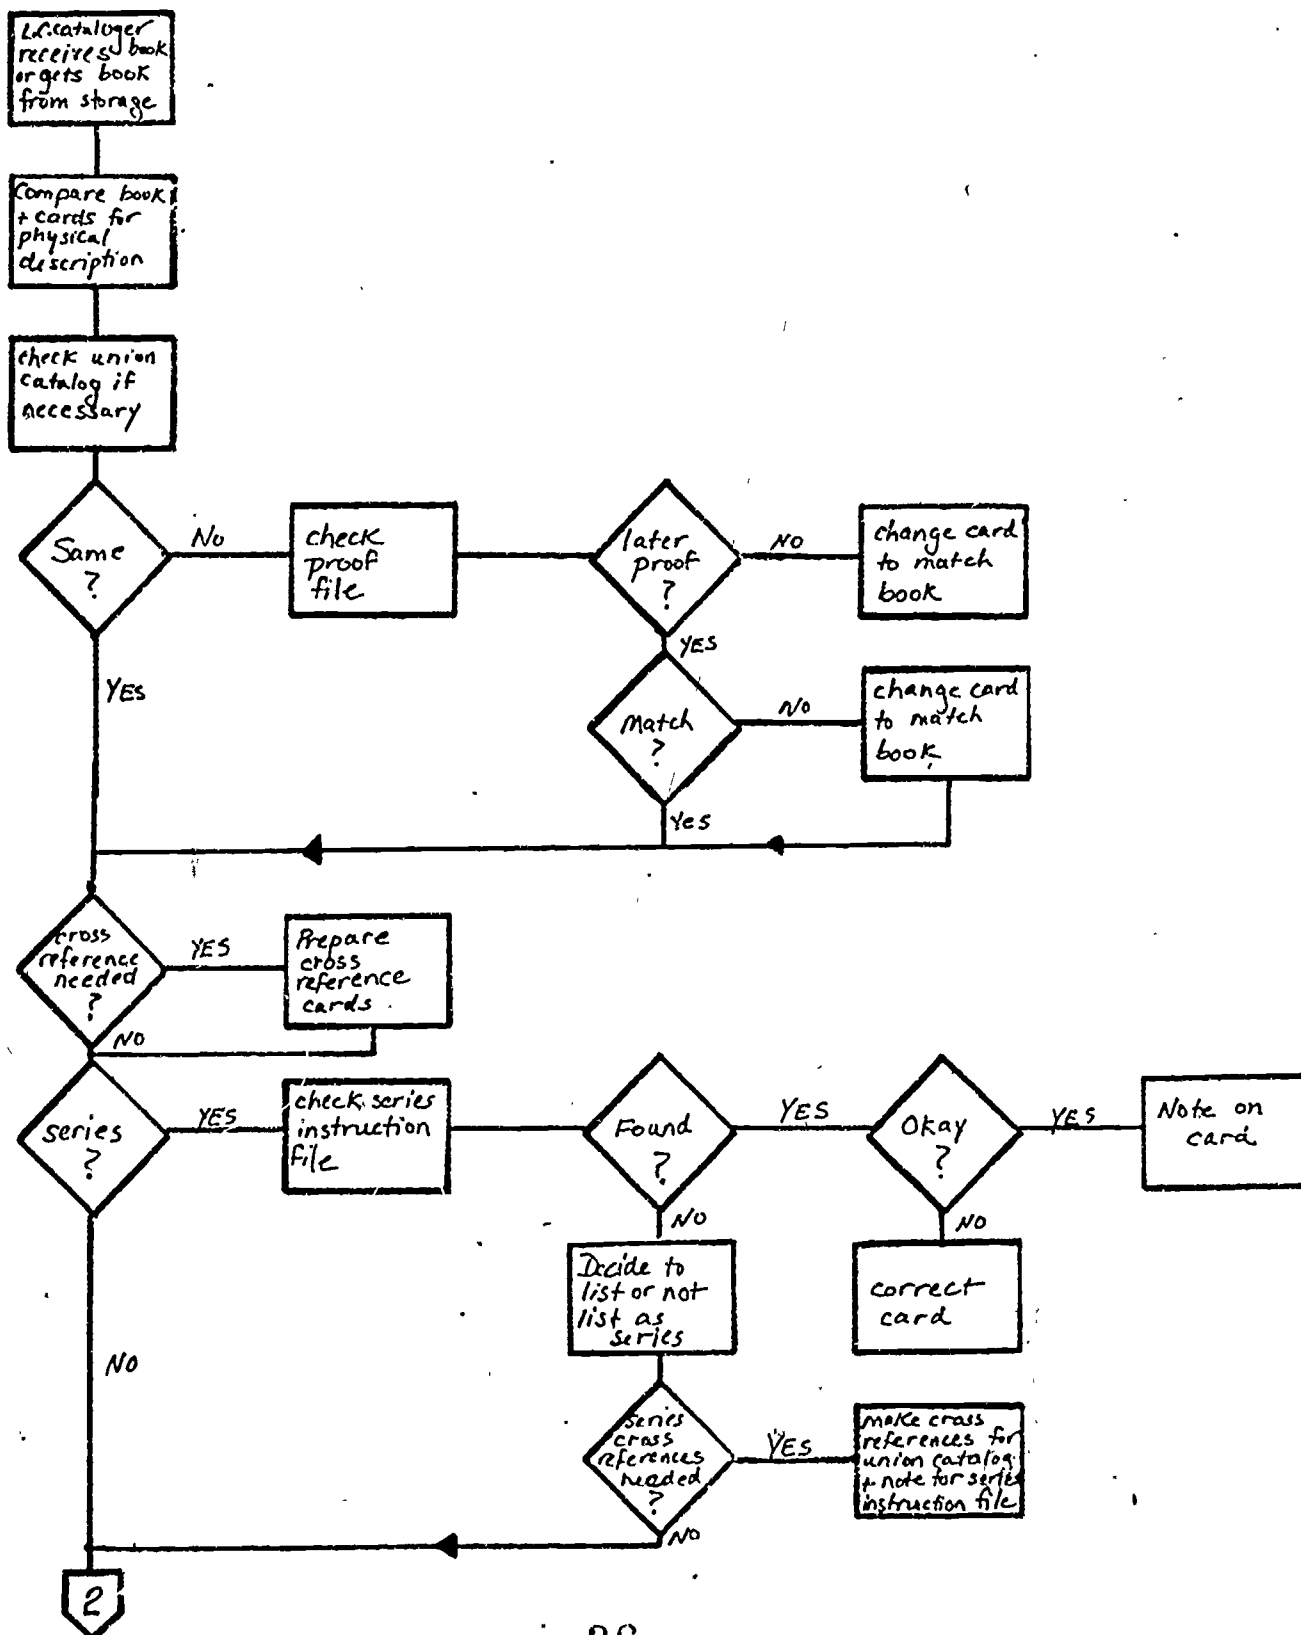 L.C. cataloger
receives book
or gets book
from storage
Compare book
+ cards for
physical
description
check union
catalog if
necessary
Same
?
No
check
proof
file
later
proof
?
NO
change card
to match
book
YES
YES
Match
?
No
change card
to match
book
Yes
cross
reference
needed
?
YES
Prepare
cross
reference
cards
NO
series
?
YES
check series
instruction
file
Found
?
YES
Okay
?
YES
Note on
card
NO
NO
Decide to
list or not
list as
series
correct
card
NO
series
cross
references
needed
?
YES
make cross
references for
union catalog
+ note for series
instruction file
NO
2